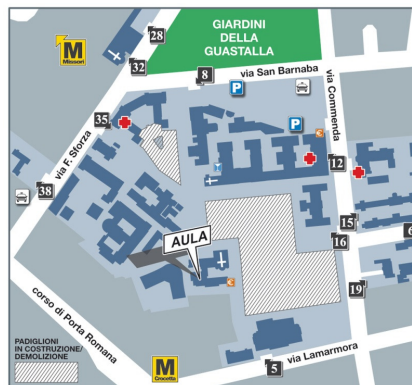 GIARDINI
DELLA
GUASTALLA
28
M
Missori
32
8
via San Barnaba
P
via Commenda
35
P
€
via F. Sforza
12
38
15
6
AULA
16
€
19
corso di Porta Romana
PADIGLIONI
IN COSTRUZIONE/
DEMOLIZIONE
M
Crocetta
5
via Lamarmora